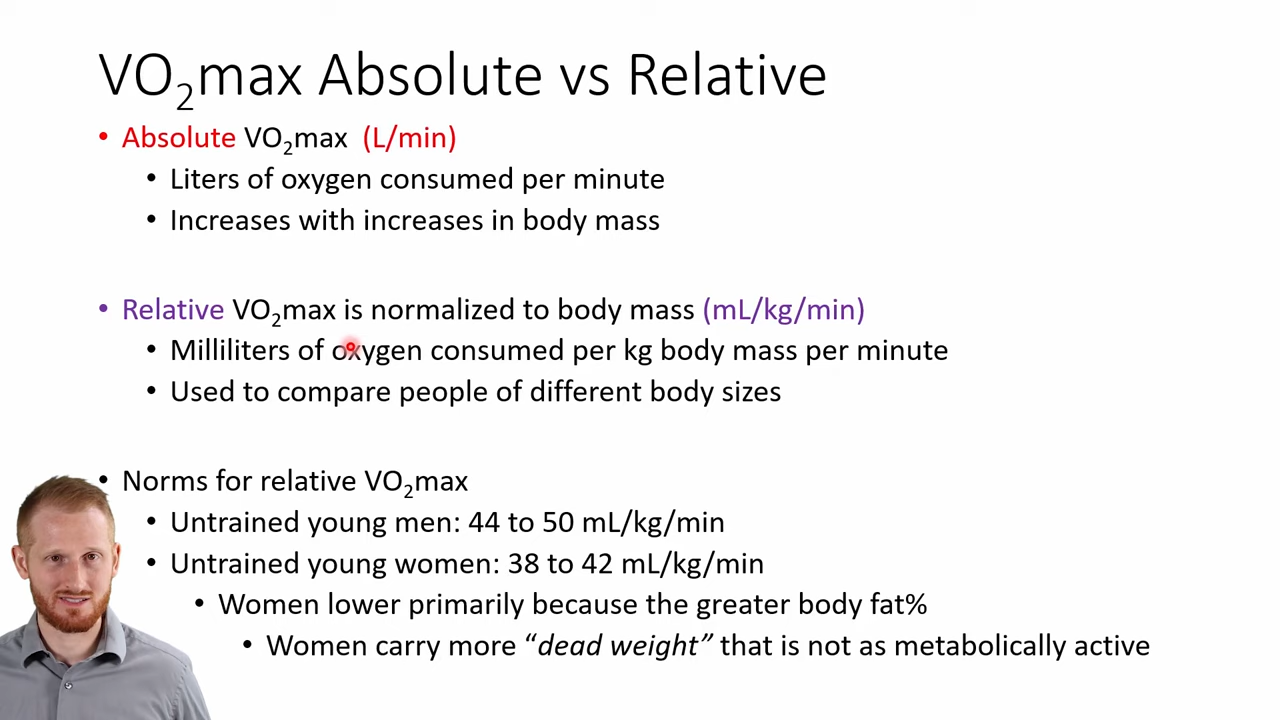 VO₂max Absolute vs Relative
• Absolute VO₂max (L/min)
• Liters of oxygen consumed per minute
• Increases with increases in body mass
• Relative VO₂max is normalized to body mass (mL/kg/min)
• Milliliters of oxygen consumed per kg body mass per minute
• Used to compare people of different body sizes
• Norms for relative VO₂max
• Untrained young men: 44 to 50 mL/kg/min
• Untrained young women: 38 to 42 mL/kg/min
• Women lower primarily because the greater body fat%
• Women carry more “dead weight” that is not as metabolically active